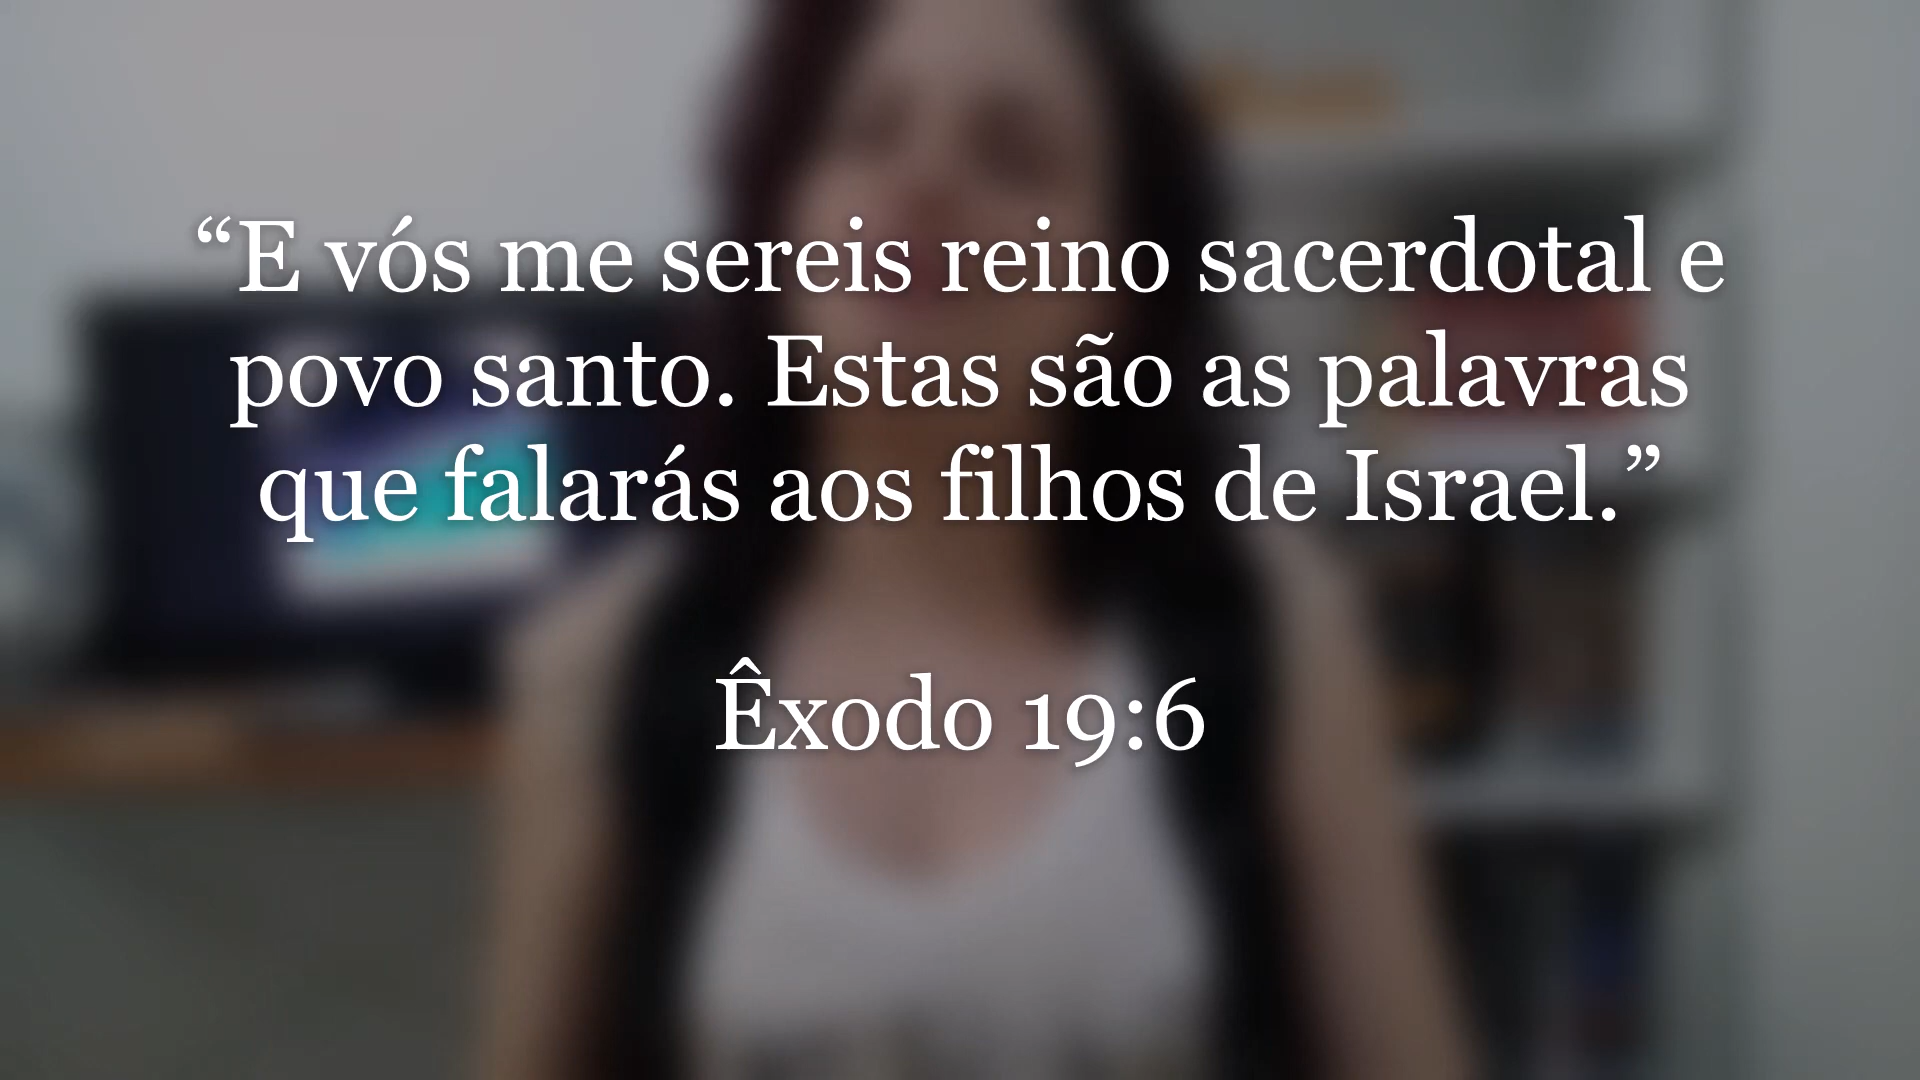 “E vós me sereis reino sacerdotal e
povo santo. Estas são as palavras
que falarás aos filhos de Israel.”
Êxodo 19:6